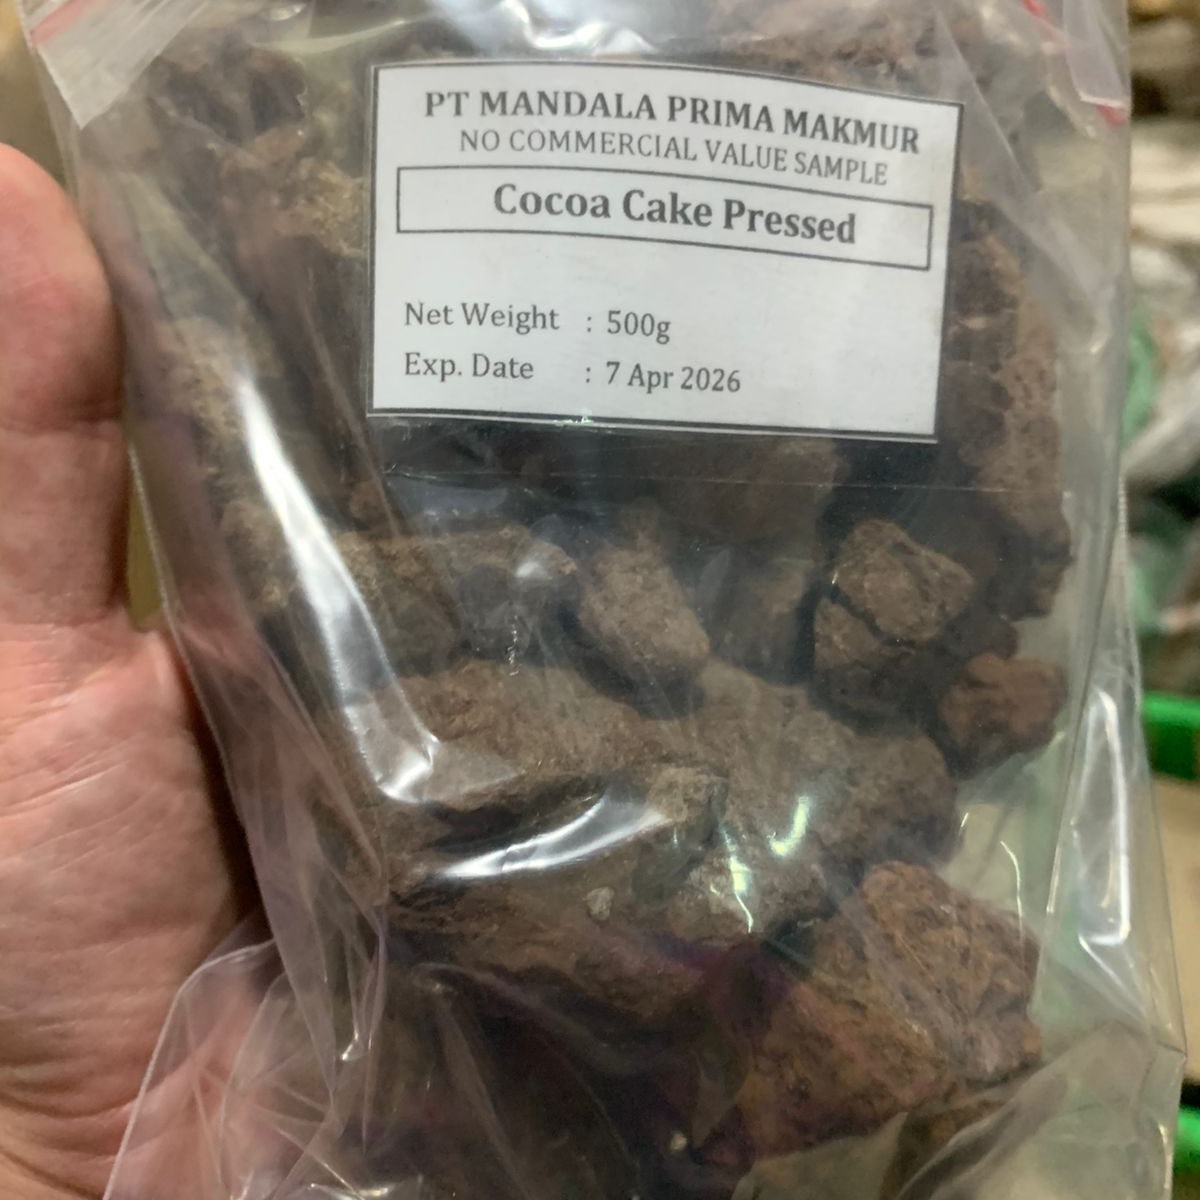 PT MANDALA PRIMA MAKMUR
NO COMMERCIAL VALUE SAMPLE
Cocoa Cake Pressed
Net Weight : 500g
Exp. Date : 7 Apr 2026